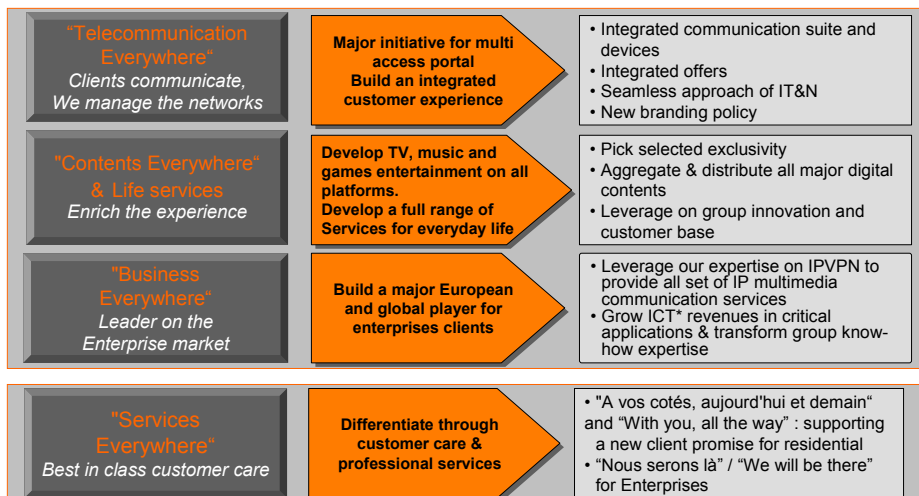 "Telecommunication
Everywhere“
Clients communicate,
We manage the networks
Major initiative for multi
access portal
Build an integrated
customer experience
• Integrated communication suite and
devices
• Integrated offers
• Seamless approach of IT&N
• New branding policy
"Contents Everywhere“
& Life services
Enrich the experience
Develop TV, music and
games entertainment on all
platforms.
Develop a full range of
Services for everyday life
• Pick selected exclusivity
• Aggregate & distribute all major digital
contents
• Leverage on group innovation and
customer base
"Business
Everywhere“
Leader on the
Enterprise market
Build a major European
and global player for
enterprises clients
• Leverage our expertise on IPVPN to
provide all set of IP multimedia
communication services
• Grow ICT* revenues in critical
applications & transform group know-
how expertise
"Services
Everywhere“
Best in class customer care
Differentiate through
customer care &
professional services
• "A vos cotés, aujourd'hui et demain“
and “With you, all the way” : supporting
a new client promise for residential
• “Nous serons là” / “We will be there”
for Enterprises